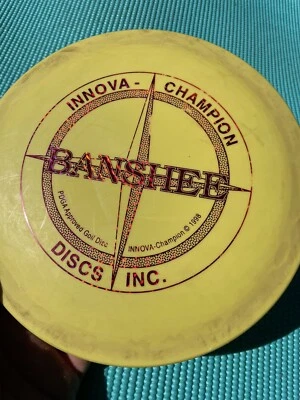 INNOVA - CHAMPION
BANSHEE
PDGA Approved Golf Disc
INNOVA-Champion © 1998
DISCS INC.